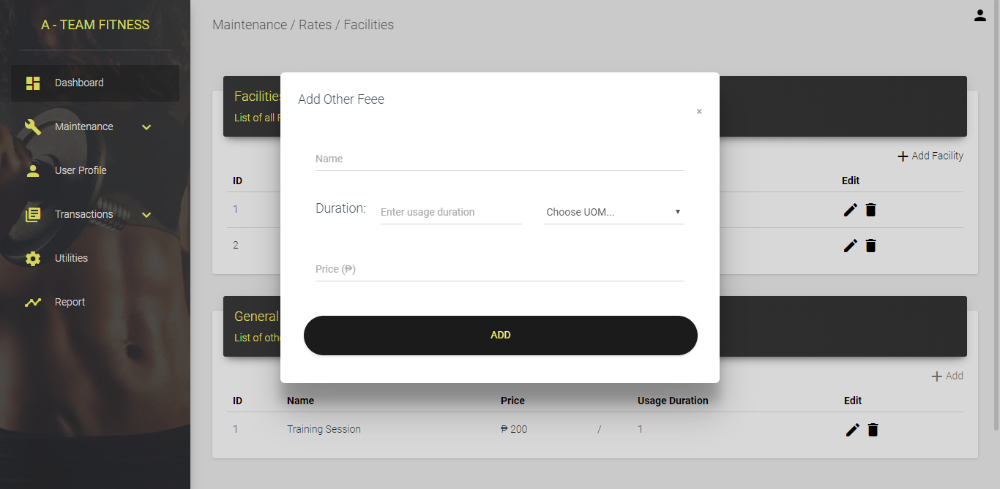 A - TEAM FITNESS
Dashboard
Maintenance
User Profile
Transactions
Utilities
Report
Maintenance / Rates / Facilities
Facilities
List of all F
Add Facility
ID
Edit
1
2
Add Other Feee
×
Name
Duration:
Enter usage duration
Choose UOM...
Price (₱)
ADD
General
List of oth
Add
ID Name Price Usage Duration Edit
1 Training Session ₱ 200 / 1